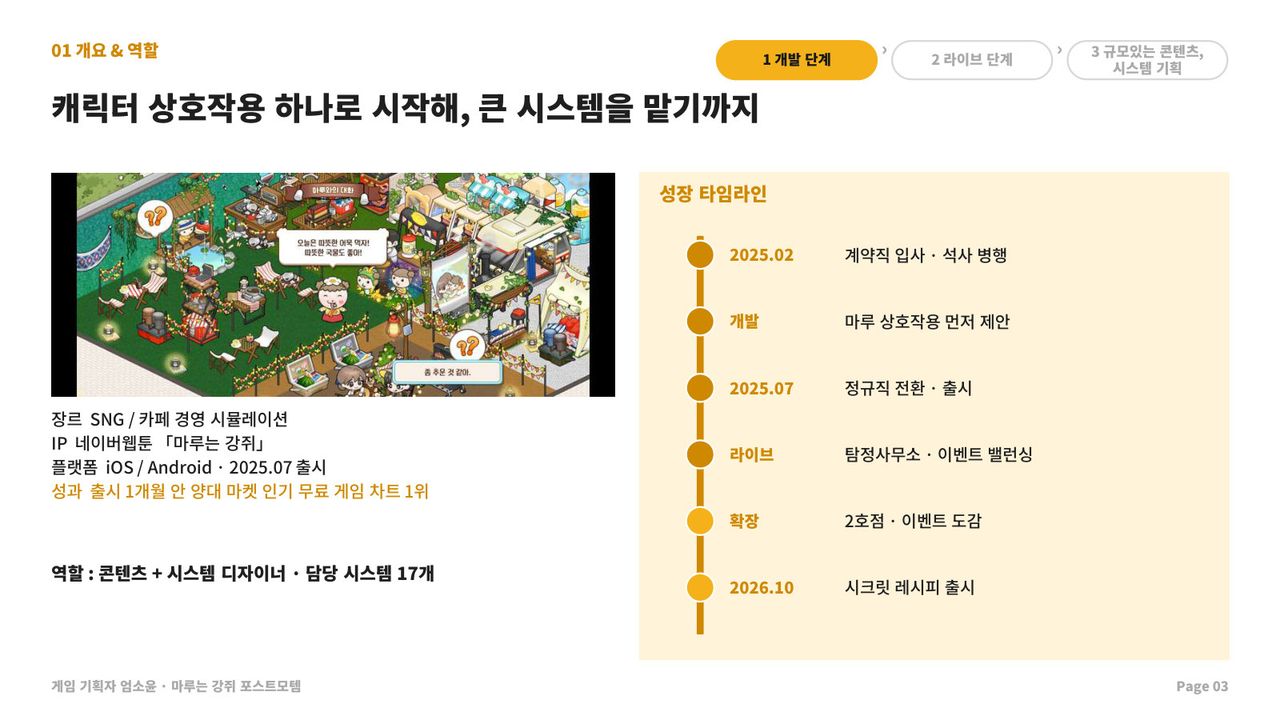 01 개요 & 역할
1 개발 단계
›
2 라이브 단계
›
3 규모있는 콘텐츠,
시스템 기획
캐릭터 상호작용 하나로 시작해, 큰 시스템을 맡기까지
마루와의 대화
오늘은 따뜻한 어묵 먹자!
따뜻한 국물도 좋아!
좀 추운 것 같아.
장르 SNG / 카페 경영 시뮬레이션
IP 네이버웹툰 「마루는 강쥐」
플랫폼 iOS / Android · 2025.07 출시
성과 출시 1개월 안 양대 마켓 인기 무료 게임 차트 1위
역할 : 콘텐츠 + 시스템 디자이너 · 담당 시스템 17개
성장 타임라인
2025.02 계약직 입사 · 석사 병행
개발 마루 상호작용 먼저 제안
2025.07 정규직 전환 · 출시
라이브 탐정사무소 · 이벤트 밸런싱
확장 2호점 · 이벤트 도감
2026.10 시크릿 레시피 출시
게임 기획자 엄소윤 · 마루는 강쥐 포스트모템
Page 03